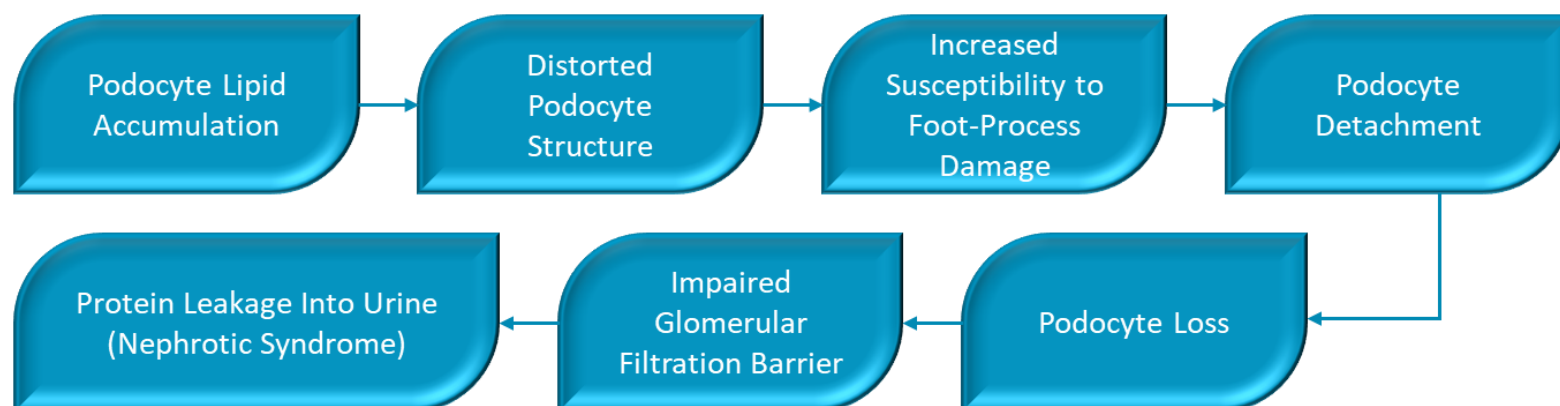 Podocyte Lipid
Accumulation
Distorted
Podocyte
Structure
Increased
Susceptibility to
Foot-Process
Damage
Podocyte
Detachment
Podocyte Loss
Impaired
Glomerular
Filtration Barrier
Protein Leakage Into Urine
(Nephrotic Syndrome)